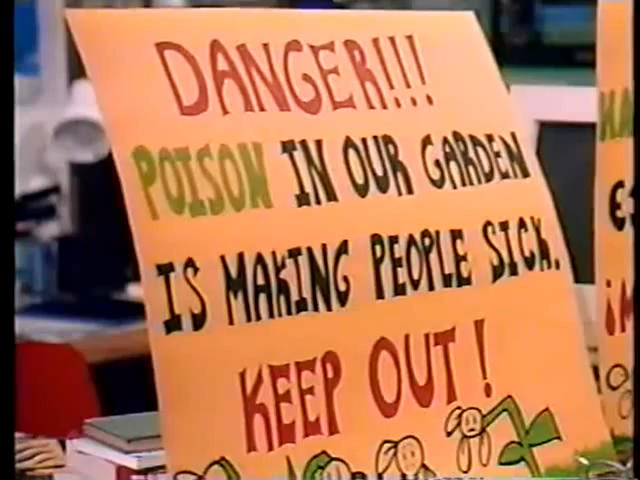 DANGER!!!
POISON IN OUR GARDEN
IS MAKING PEOPLE SICK.
KEEP OUT!